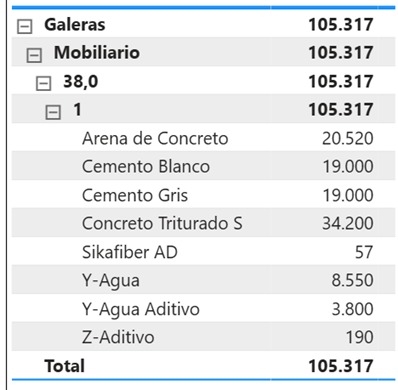 Galeras 105.317
Mobiliario 105.317
38,0 105.317
1 105.317
Arena de Concreto 20.520
Cemento Blanco 19.000
Cemento Gris 19.000
Concreto Triturado S 34.200
Sikafiber AD 57
Y-Agua 8.550
Y-Agua Aditivo 3.800
Z-Aditivo 190
Total 105.317